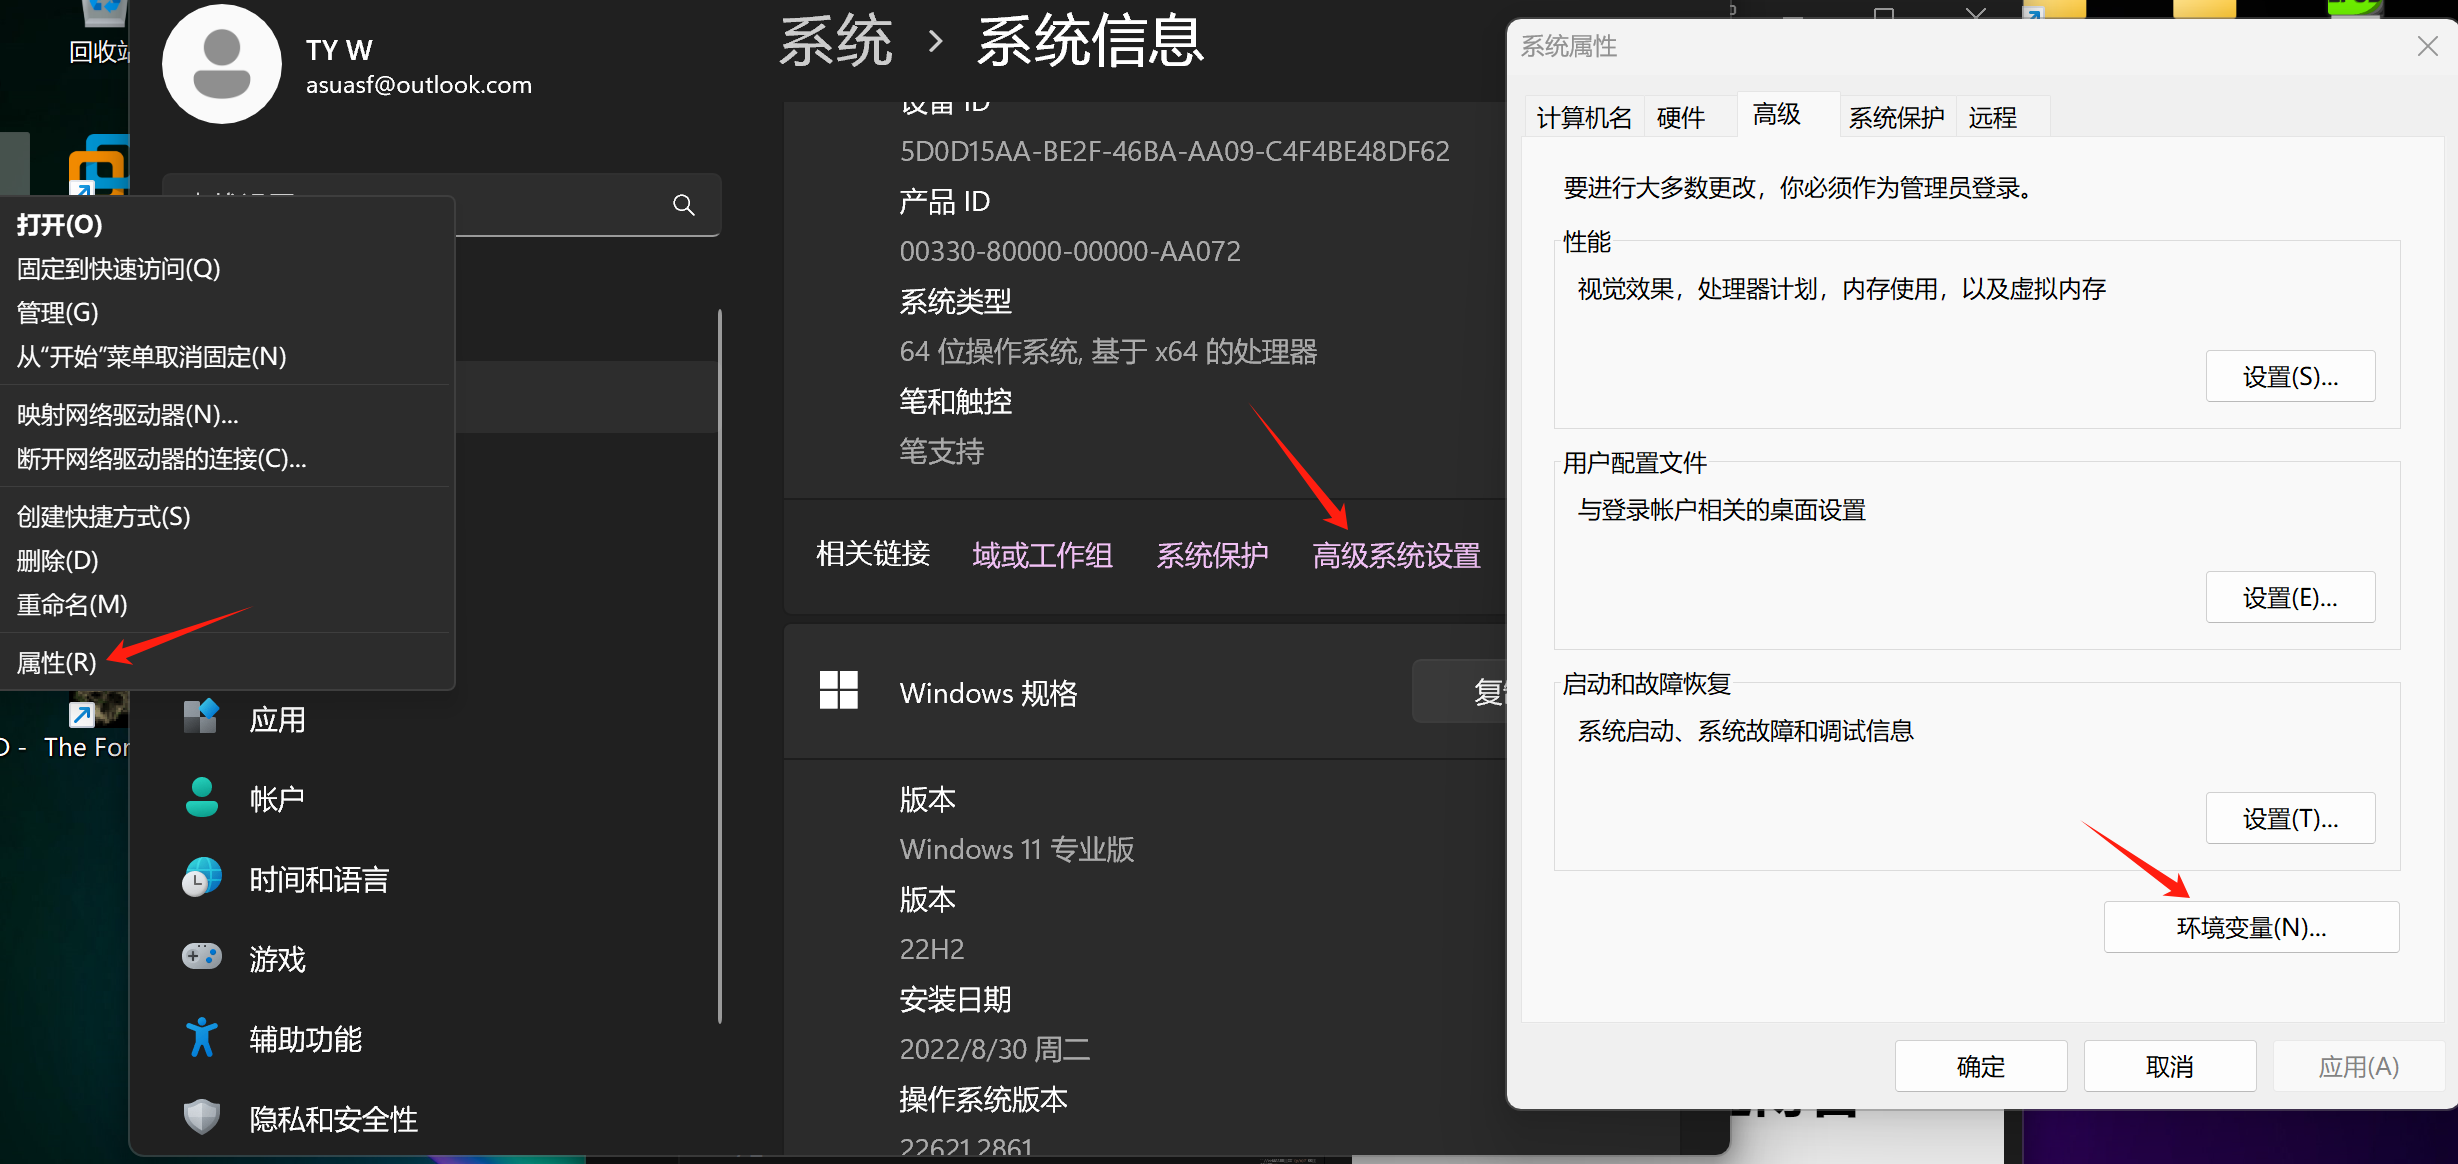 回收站
打开(O)
固定到快速访问(Q)
管理(G)
从“开始”菜单取消固定(N)
映射网络驱动器(N)...
断开网络驱动器的连接(C)...
创建快捷方式(S)
删除(D)
重命名(M)
属性(R)
The For
TY W
asuasf@outlook.com
应用
帐户
时间和语言
游戏
辅助功能
隐私和安全性
系统 › 系统信息
设备 ID
5D0D15AA-BE2F-46BA-AA09-C4F4BE48DF62
产品 ID
00330-80000-00000-AA072
系统类型
64 位操作系统, 基于 x64 的处理器
笔和触控
笔支持
相关链接 域或工作组 系统保护 高级系统设置
Windows 规格
复制
版本
Windows 11 专业版
版本
22H2
安装日期
2022/8/30 周二
操作系统版本
22621.2861
系统属性
计算机名 硬件 高级 系统保护 远程
要进行大多数更改，你必须作为管理员登录。
性能
视觉效果，处理器计划，内存使用，以及虚拟内存
设置(S)...
用户配置文件
与登录帐户相关的桌面设置
设置(E)...
启动和故障恢复
系统启动、系统故障和调试信息
设置(T)...
环境变量(N)...
确定 取消 应用(A)